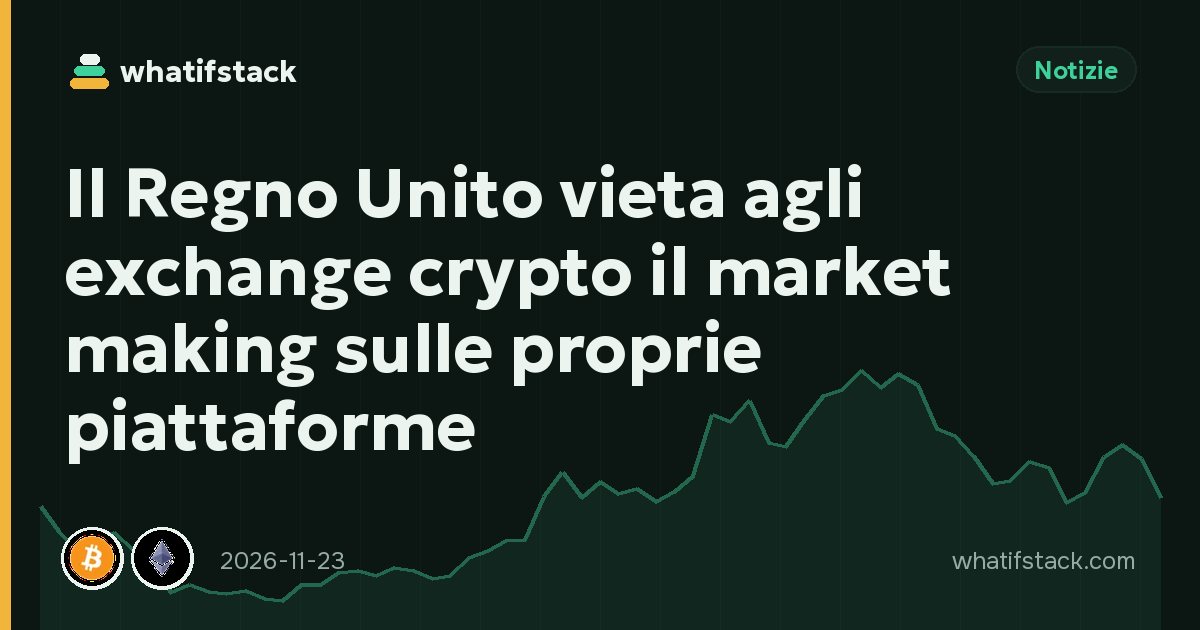 whatifstack
Notizie
Il Regno Unito vieta agli
exchange crypto il market
making sulle proprie
piattaforme
2026-11-23
whatifstack.com